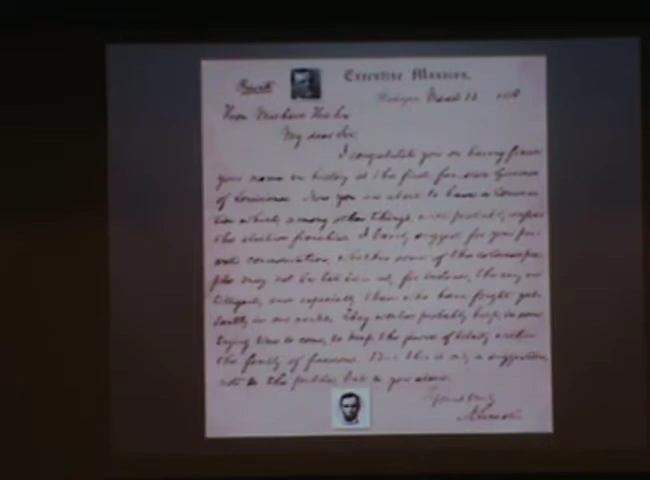 Private
Executive Mansion,
Washington, March 13, 186
Hon. Michael Hahn
My dear Sir:
I congratulate you on having fixed
your name in history as the first free-state Governor
of Louisiana. Now you are about to have a Conven-
tion which, among other things, will probably define
the elective franchise. I barely suggest for your pri-
vate consideration, whether some of the colored peo-
ple may not be let in - as, for instance, the very in-
telligent, and especially those who have fought gal-
lantly in our ranks. They would probably help, in some
trying time to come, to keep the jewel of liberty within
the family of freedom. But this is only a suggestion,
not to the public, but to you alone.
Yours truly
A. Lincoln